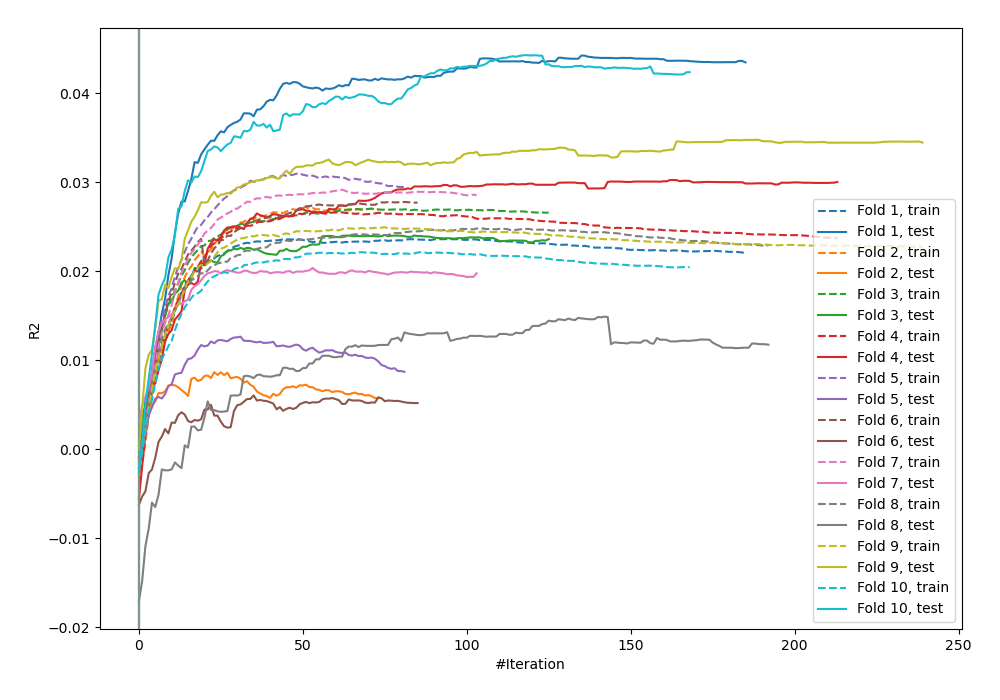 0.04
0.03
0.02
0.01
0.00
−0.01
−0.02
R2
0
50
100
150
200
250
#Iteration
Fold 1, train
Fold 1, test
Fold 2, train
Fold 2, test
Fold 3, train
Fold 3, test
Fold 4, train
Fold 4, test
Fold 5, train
Fold 5, test
Fold 6, train
Fold 6, test
Fold 7, train
Fold 7, test
Fold 8, train
Fold 8, test
Fold 9, train
Fold 9, test
Fold 10, train
Fold 10, test